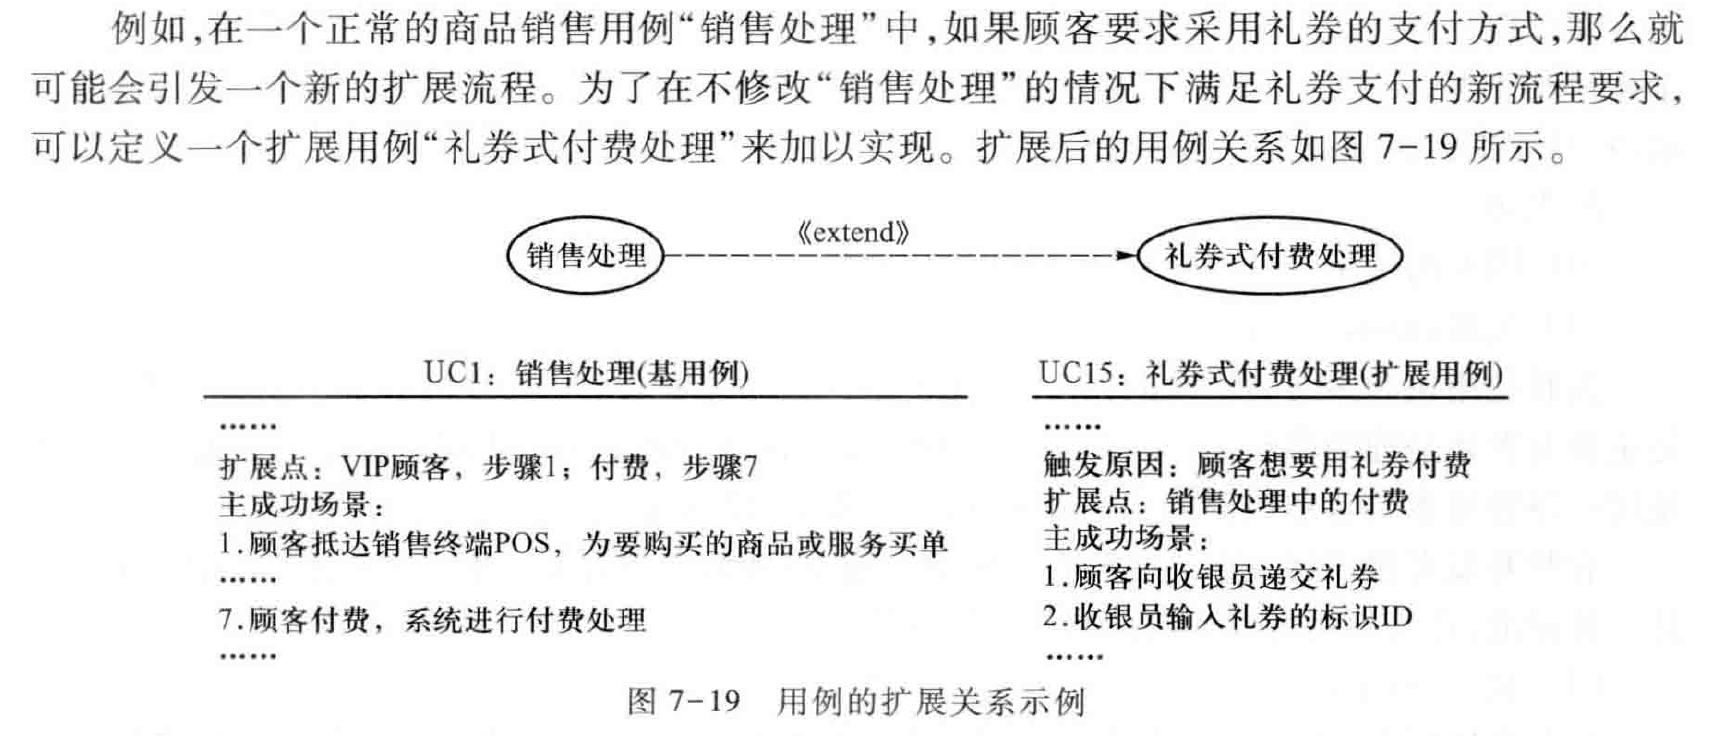 例如,在一个正常的商品销售用例“销售处理”中,如果顾客要求采用礼券的支付方式,那么就
可能会引发一个新的扩展流程。为了在不修改“销售处理”的情况下满足礼券支付的新流程要求,
可以定义一个扩展用例“礼券式付费处理”来加以实现。扩展后的用例关系如图 7-19 所示。
销售处理
《extend》
礼券式付费处理
UC1：销售处理(基用例)
……
扩展点：VIP顾客，步骤1；付费，步骤7
主成功场景：
1.顾客抵达销售终端POS，为要购买的商品或服务买单
……
7.顾客付费，系统进行付费处理
……
UC15：礼券式付费处理(扩展用例)
……
触发原因：顾客想要用礼券付费
扩展点：销售处理中的付费
主成功场景：
1.顾客向收银员递交礼券
2.收银员输入礼券的标识ID
……
图 7-19 用例的扩展关系示例